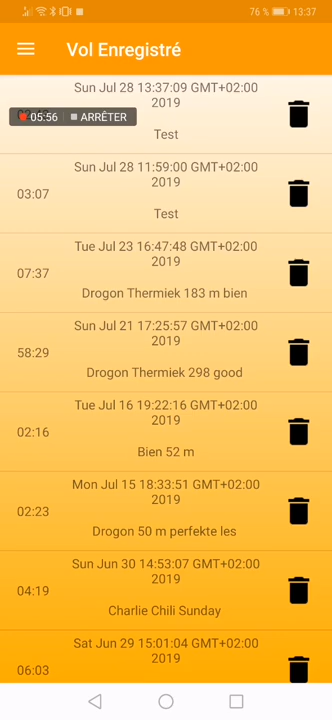 76 % 13:37
Vol Enregistré
Sun Jul 28 13:37:09 GMT+02:00
2019
05:56 ARRÊTER
Test
Sun Jul 28 11:59:00 GMT+02:00
2019
03:07
Test
Tue Jul 23 16:47:48 GMT+02:00
2019
07:37
Drogon Thermiek 183 m bien
Sun Jul 21 17:25:57 GMT+02:00
2019
58:29
Drogon Thermiek 298 good
Tue Jul 16 19:22:16 GMT+02:00
2019
02:16
Bien 52 m
Mon Jul 15 18:33:51 GMT+02:00
2019
02:23
Drogon 50 m perfekte les
Sun Jun 30 14:53:07 GMT+02:00
2019
04:19
Charlie Chili Sunday
Sat Jun 29 15:01:04 GMT+02:00
2019
06:03